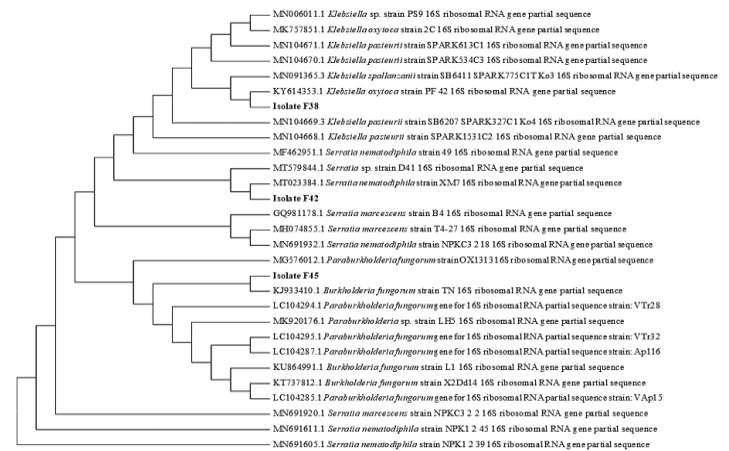 MN006011.1 Klebsiella sp. strain PS9 16S ribosomal RNA gene partial sequence
MK757851.1 Klebsiella oxytoca strain 2C 16S ribosomal RNA gene partial sequence
MN104671.1 Klebsiella pasteurii strain SPARK613C1 16S ribosomal RNA gene partial sequence
MN104670.1 Klebsiella pasteurii strain SPARK534C3 16S ribosomal RNA gene partial sequence
MN091365.3 Klebsiella spallanzanii strain SB6411 SPARK775C1T Ko3 16S ribosomal RNA gene partial sequence
KY614353.1 Klebsiella oxytoca strain PF 42 16S ribosomal RNA gene partial sequence
Isolate F38
MN104669.3 Klebsiella pasteurii strain SB6207 SPARK327C1 Ko4 16S ribosomal RNA gene partial sequence
MN104668.1 Klebsiella pasteurii strain SPARK1531C2 16S ribosomal RNA gene partial sequence
MF462951.1 Serratia nematodiphila strain 49 16S ribosomal RNA gene partial sequence
MT579844.1 Serratia sp. strain D41 16S ribosomal RNA gene partial sequence
MT023384.1 Serratia nematodiphila strain XM7 16S ribosomal RNA gene partial sequence
Isolate F42
GQ981178.1 Serratia marcescens strain B4 16S ribosomal RNA gene partial sequence
MH074855.1 Serratia marcescens strain T4-27 16S ribosomal RNA gene partial sequence
MN691932.1 Serratia nematodiphila strain NPKC3 2 18 16S ribosomal RNA gene partial sequence
MG576012.1 Paraburkholderia fungorum strain OX1313 16S ribosomal RNA gene partial sequence
Isolate F45
KJ933410.1 Burkholderia fungorum strain TN 16S ribosomal RNA gene partial sequence
LC104294.1 Paraburkholderia fungorum gene for 16S ribosomal RNA partial sequence strain: VTr28
MK920176.1 Paraburkholderia sp. strain LH5 16S ribosomal RNA gene partial sequence
LC104295.1 Paraburkholderia fungorum gene for 16S ribosomal RNA partial sequence strain: VTr32
LC104287.1 Paraburkholderia fungorum gene for 16S ribosomal RNA partial sequence strain: Ap116
KU864991.1 Burkholderia fungorum strain L1 16S ribosomal RNA gene partial sequence
KT737812.1 Burkholderia fungorum strain X2Dd14 16S ribosomal RNA gene partial sequence
LC104285.1 Paraburkholderia fungorum gene for 16S ribosomal RNA partial sequence strain: VAp15
MN691920.1 Serratia marcescens strain NPKC3 2 2 16S ribosomal RNA gene partial sequence
MN691611.1 Serratia nematodiphila strain NPK1 2 45 16S ribosomal RNA gene partial sequence
MN691605.1 Serratia nematodiphila strain NPK1 2 39 16S ribosomal RNA gene partial sequence